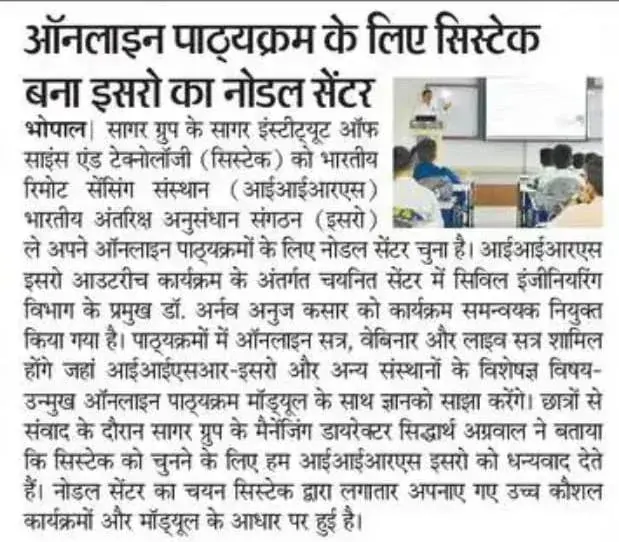 ऑनलाइन पाठ्यक्रम के लिए सिस्टेक
बना इसरो का नोडल सेंटर
भोपाल। सागर ग्रुप के सागर इंस्टीट्यूट ऑफ
साइंस एंड टेक्नोलॉजी (सिस्टेक) को भारतीय
रिमोट सेंसिंग संस्थान (आईआईआरएस)
भारतीय अंतरिक्ष अनुसंधान संगठन (इसरो)
ले अपने ऑनलाइन पाठ्यक्रमों के लिए नोडल सेंटर चुना है। आईआईआरएस
इसरो आउटरीच कार्यक्रम के अंतर्गत चयनित सेंटर में सिविल इंजीनियरिंग
विभाग के प्रमुख डॉ. अर्नव अनुज कसार को कार्यक्रम समन्वयक नियुक्त
किया गया है। पाठ्यक्रमों में ऑनलाइन सत्र, वेबिनार और लाइव सत्र शामिल
होंगे जहां आईआईएसआर-इसरो और अन्य संस्थानों के विशेषज्ञ विषय-
उन्मुख ऑनलाइन पाठ्यक्रम मॉड्यूल के साथ ज्ञानको साझा करेंगे। छात्रों से
संवाद के दौरान सागर ग्रुप के मैनेंजिंग डायरेक्टर सिद्धार्थ अग्रवाल ने बताया
कि सिस्टेक को चुनने के लिए हम आईआईआरएस इसरो को धन्यवाद देते
हैं। नोडल सेंटर का चयन सिस्टेक द्वारा लगातार अपनाए गए उच्च कौशल
कार्यक्रमों और मॉड्यूल के आधार पर हुई है।